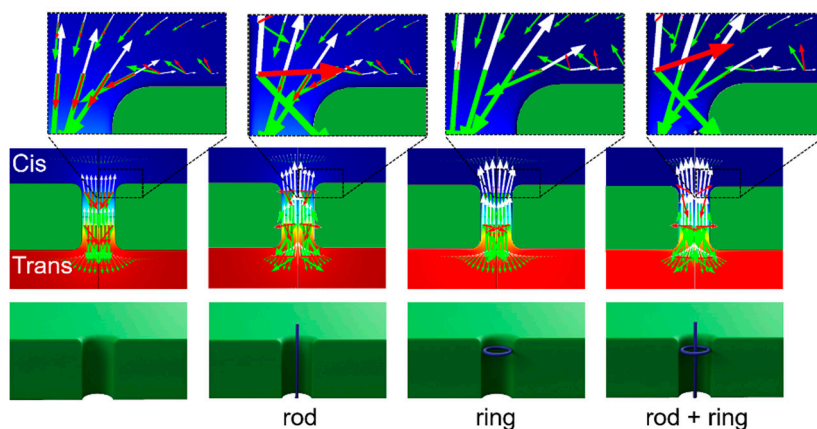 Cis
Trans
rod
ring
rod + ring